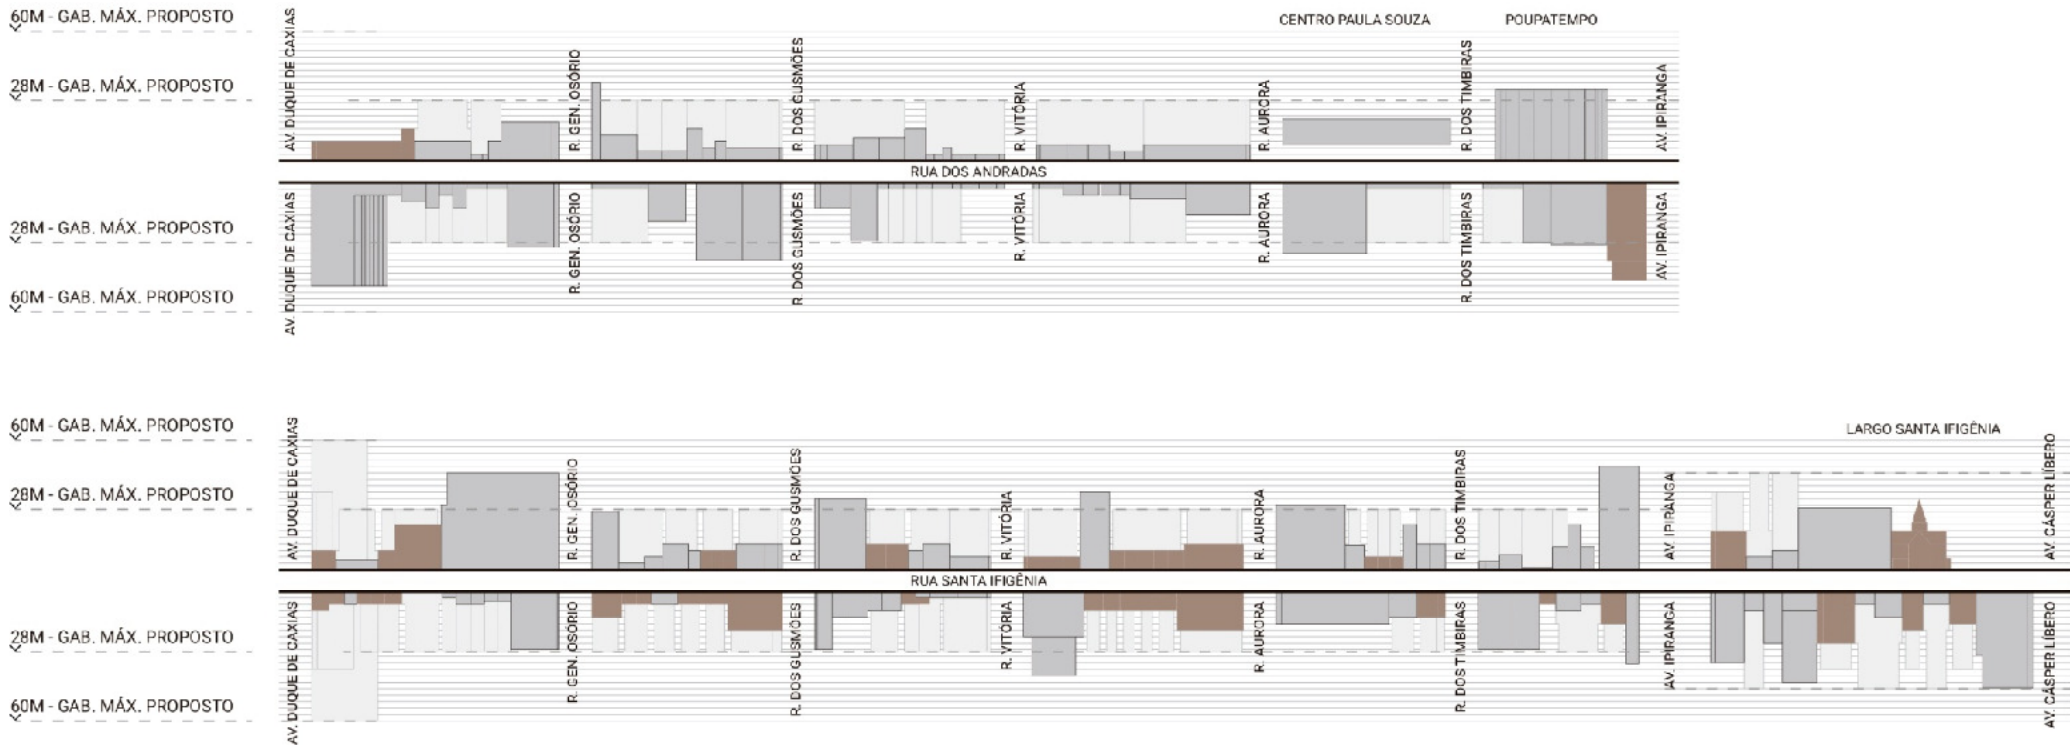 60M - GAB. MÁX. PROPOSTO
28M - GAB. MÁX. PROPOSTO
AV. DUQUE DE CAXIAS
R. GEN. OSÓRIO
R. DOS GUSMÕES
R. VITÓRIA
R. AURORA
CENTRO PAULA SOUZA
R. DOS TIMBIRAS
POUPATEMPO
AV. IPIRANGA
RUA DOS ANDRADAS
28M - GAB. MÁX. PROPOSTO
60M - GAB. MÁX. PROPOSTO
AV. DUQUE DE CAXIAS
R. GEN. OSÓRIO
R. DOS GUSMÕES
R. VITÓRIA
R. AURORA
R. DOS TIMBIRAS
AV. IPIRANGA
60M - GAB. MÁX. PROPOSTO
28M - GAB. MÁX. PROPOSTO
AV. DUQUE DE CAXIAS
R. GEN. OSÓRIO
R. DOS GUSMÕES
R. VITÓRIA
R. AURORA
R. DOS TIMBIRAS
AV. IPIRANGA
LARGO SANTA IFIGÊNIA
AV. CÁSPER LÍBERO
RUA SANTA IFIGÊNIA
28M - GAB. MÁX. PROPOSTO
60M - GAB. MÁX. PROPOSTO
AV. DUQUE DE CAXIAS
R. GEN. OSÓRIO
R. DOS GUSMÕES
R. VITÓRIA
R. AURORA
R. DOS TIMBIRAS
AV. IPIRANGA
AV. CÁSPER LÍBERO